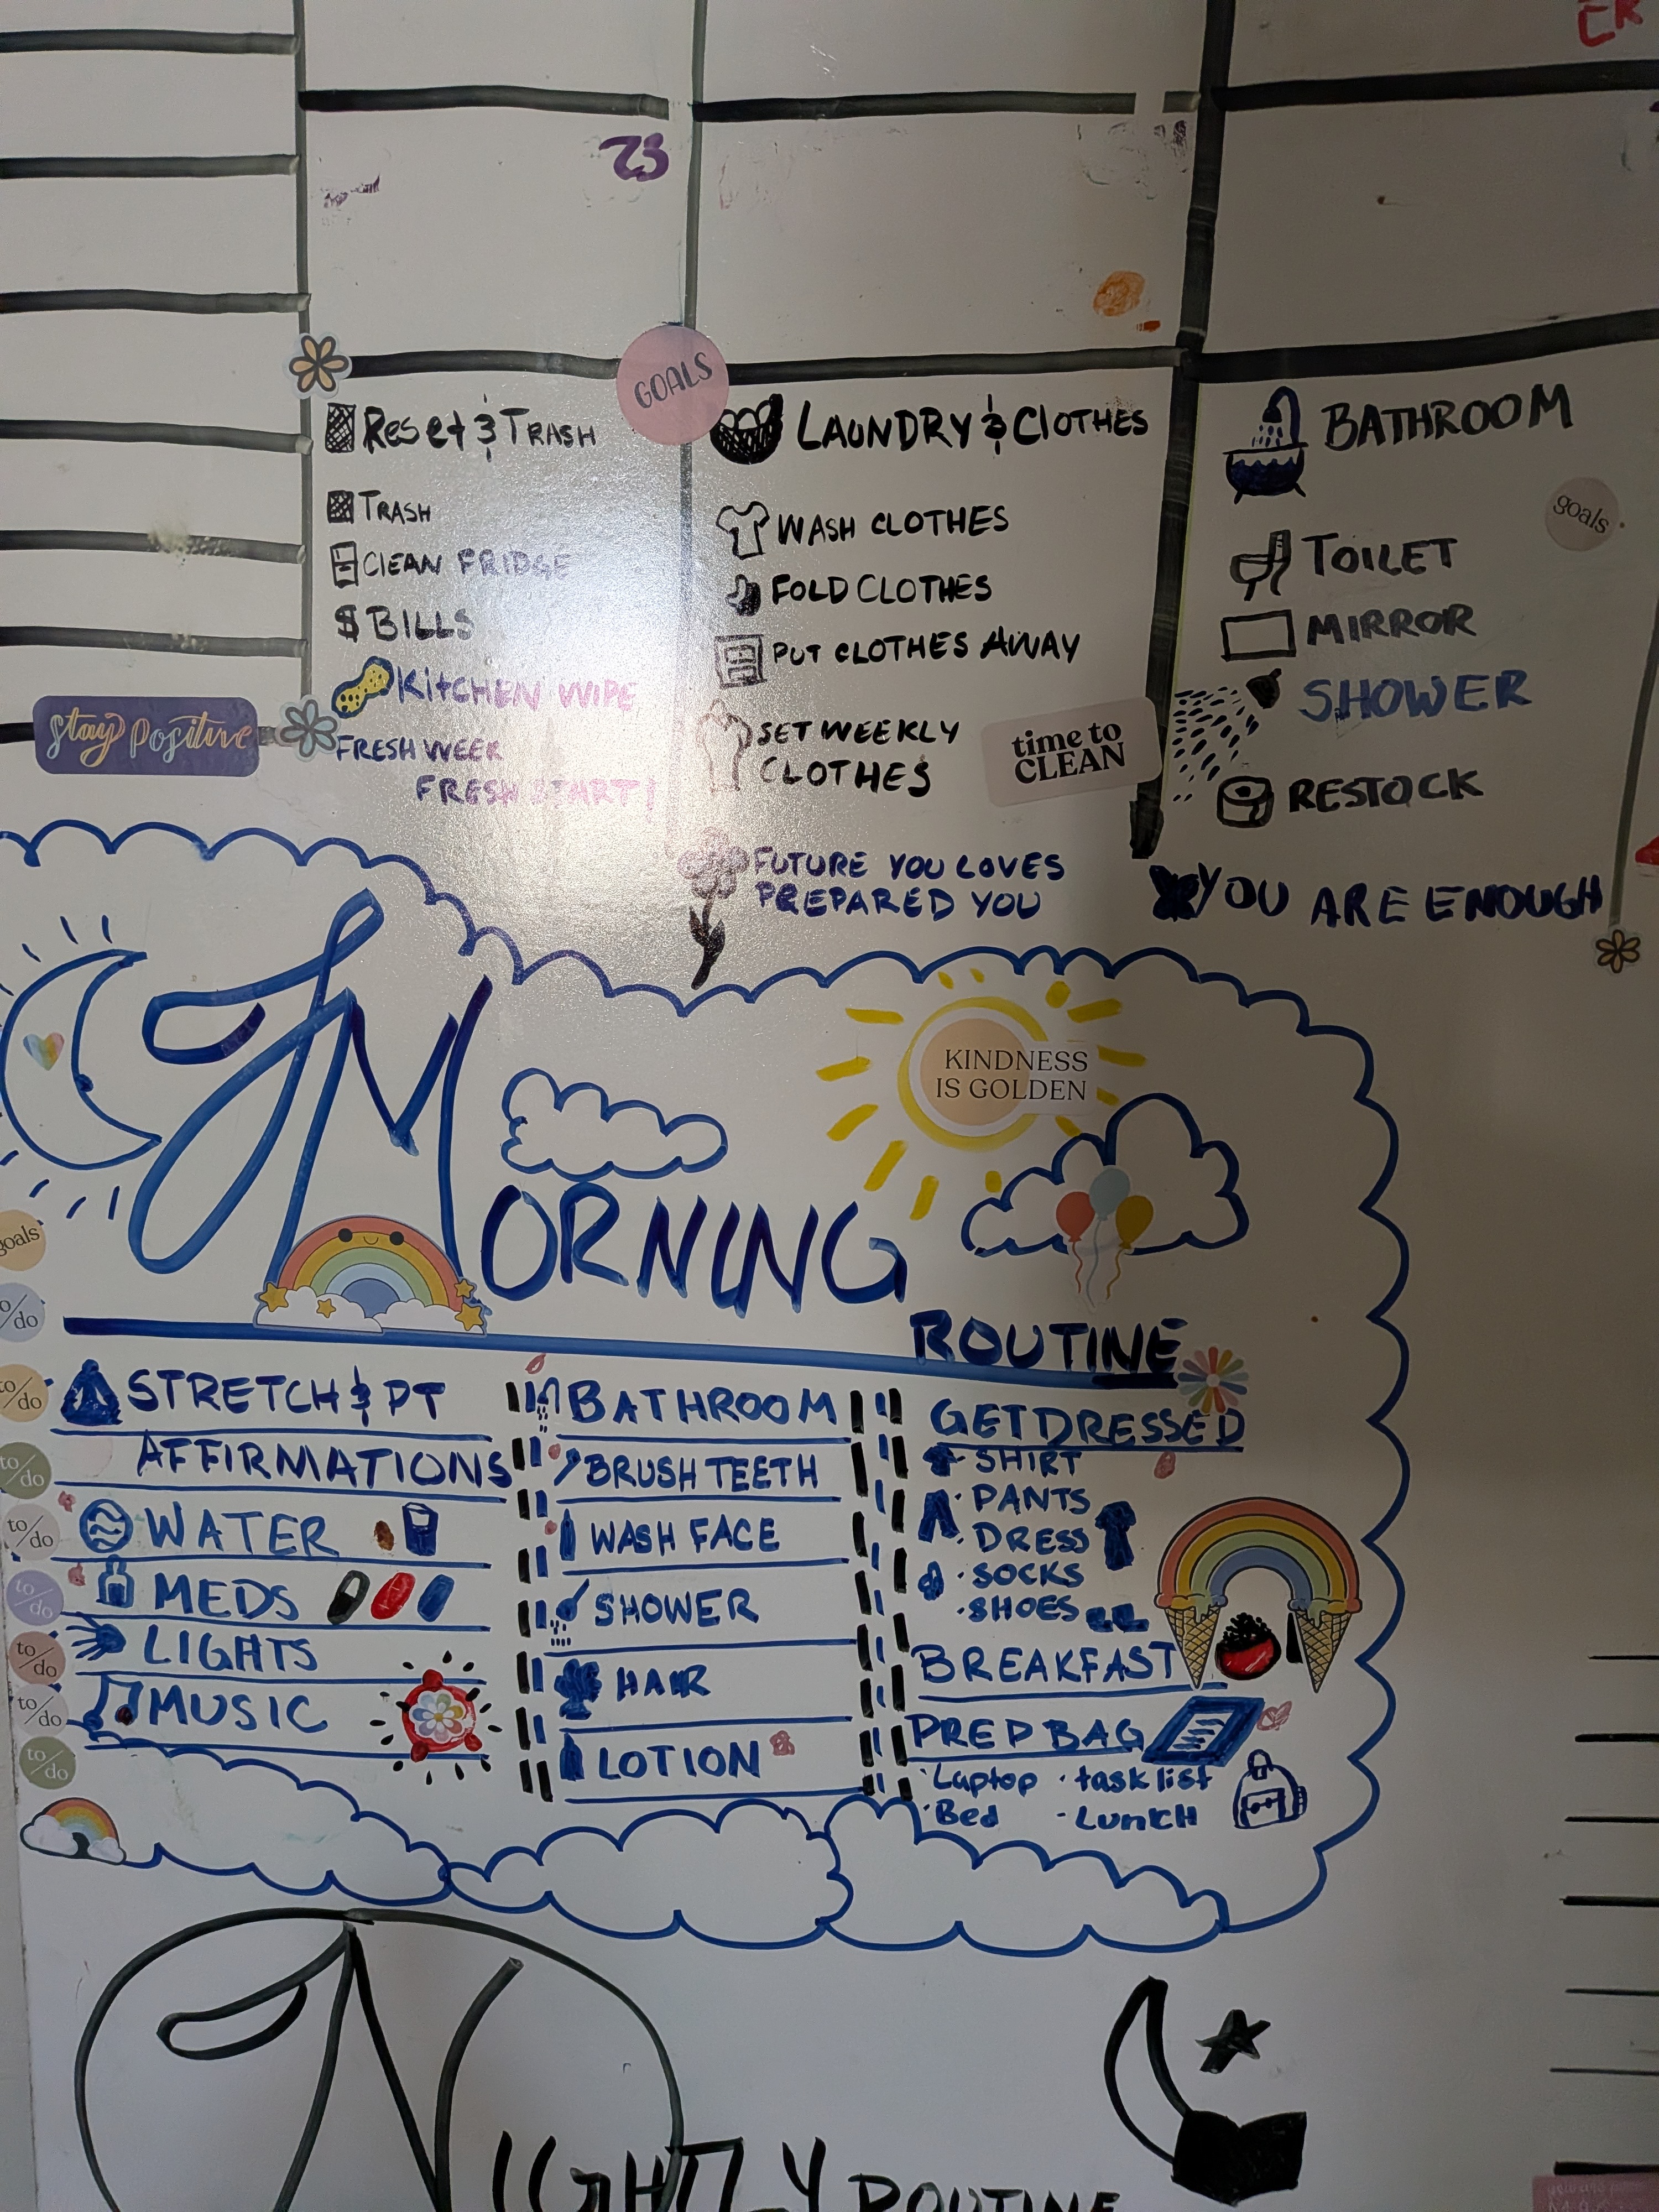 23
GOALS
Reset & TRASH
TRASH
CLEAN FRIDGE
$ BILLS
KitCHEN WIPE
FRESH WEEK
FRESH START!
LAUNDRY & ClOTHES
WASH CLOTHES
FOLD CLOTHES
PUT CLOTHES AWAY
SET WEEKLY
CLOTHES
time to
CLEAN
FUTURE YOU LOVES
PREPARED YOU
BATHROOM
goals
TOILET
MIRROR
SHOWER
RESTOCK
YOU ARE ENOUGH
stay positive
KINDNESS
IS GOLDEN
MORNING
ROUTINE
goals
to/do
to/do
to/do
to/do
to/do
to/do
to/do
to/do
STRETCH & PT
AFFIRMATIONS
WATER
MEDS
LIGHTS
MUSIC
BATHROOM
BRUSH TEETH
WASH FACE
SHOWER
HAIR
LOTION
GET DRESSED
· SHIRT
· PANTS
· DRESS
· SOCKS
· SHOES
BREAKFAST
PREP BAG
· Laptop · task list
· Bed - LuncH
NIGHTLY ROUTINE